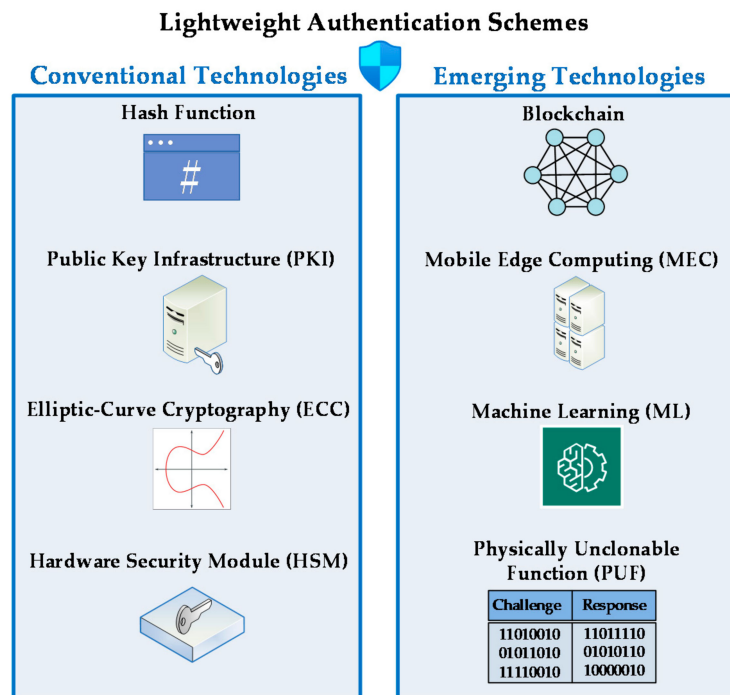 Lightweight Authentication Schemes
Conventional Technologies
Hash Function
#
Public Key Infrastructure (PKI)
Elliptic-Curve Cryptography (ECC)
Hardware Security Module (HSM)
Emerging Technologies
Blockchain
Mobile Edge Computing (MEC)
Machine Learning (ML)
Physically Unclonable
Function (PUF)
Challenge Response
11010010 11011110
01011010 01010110
11110010 10000010